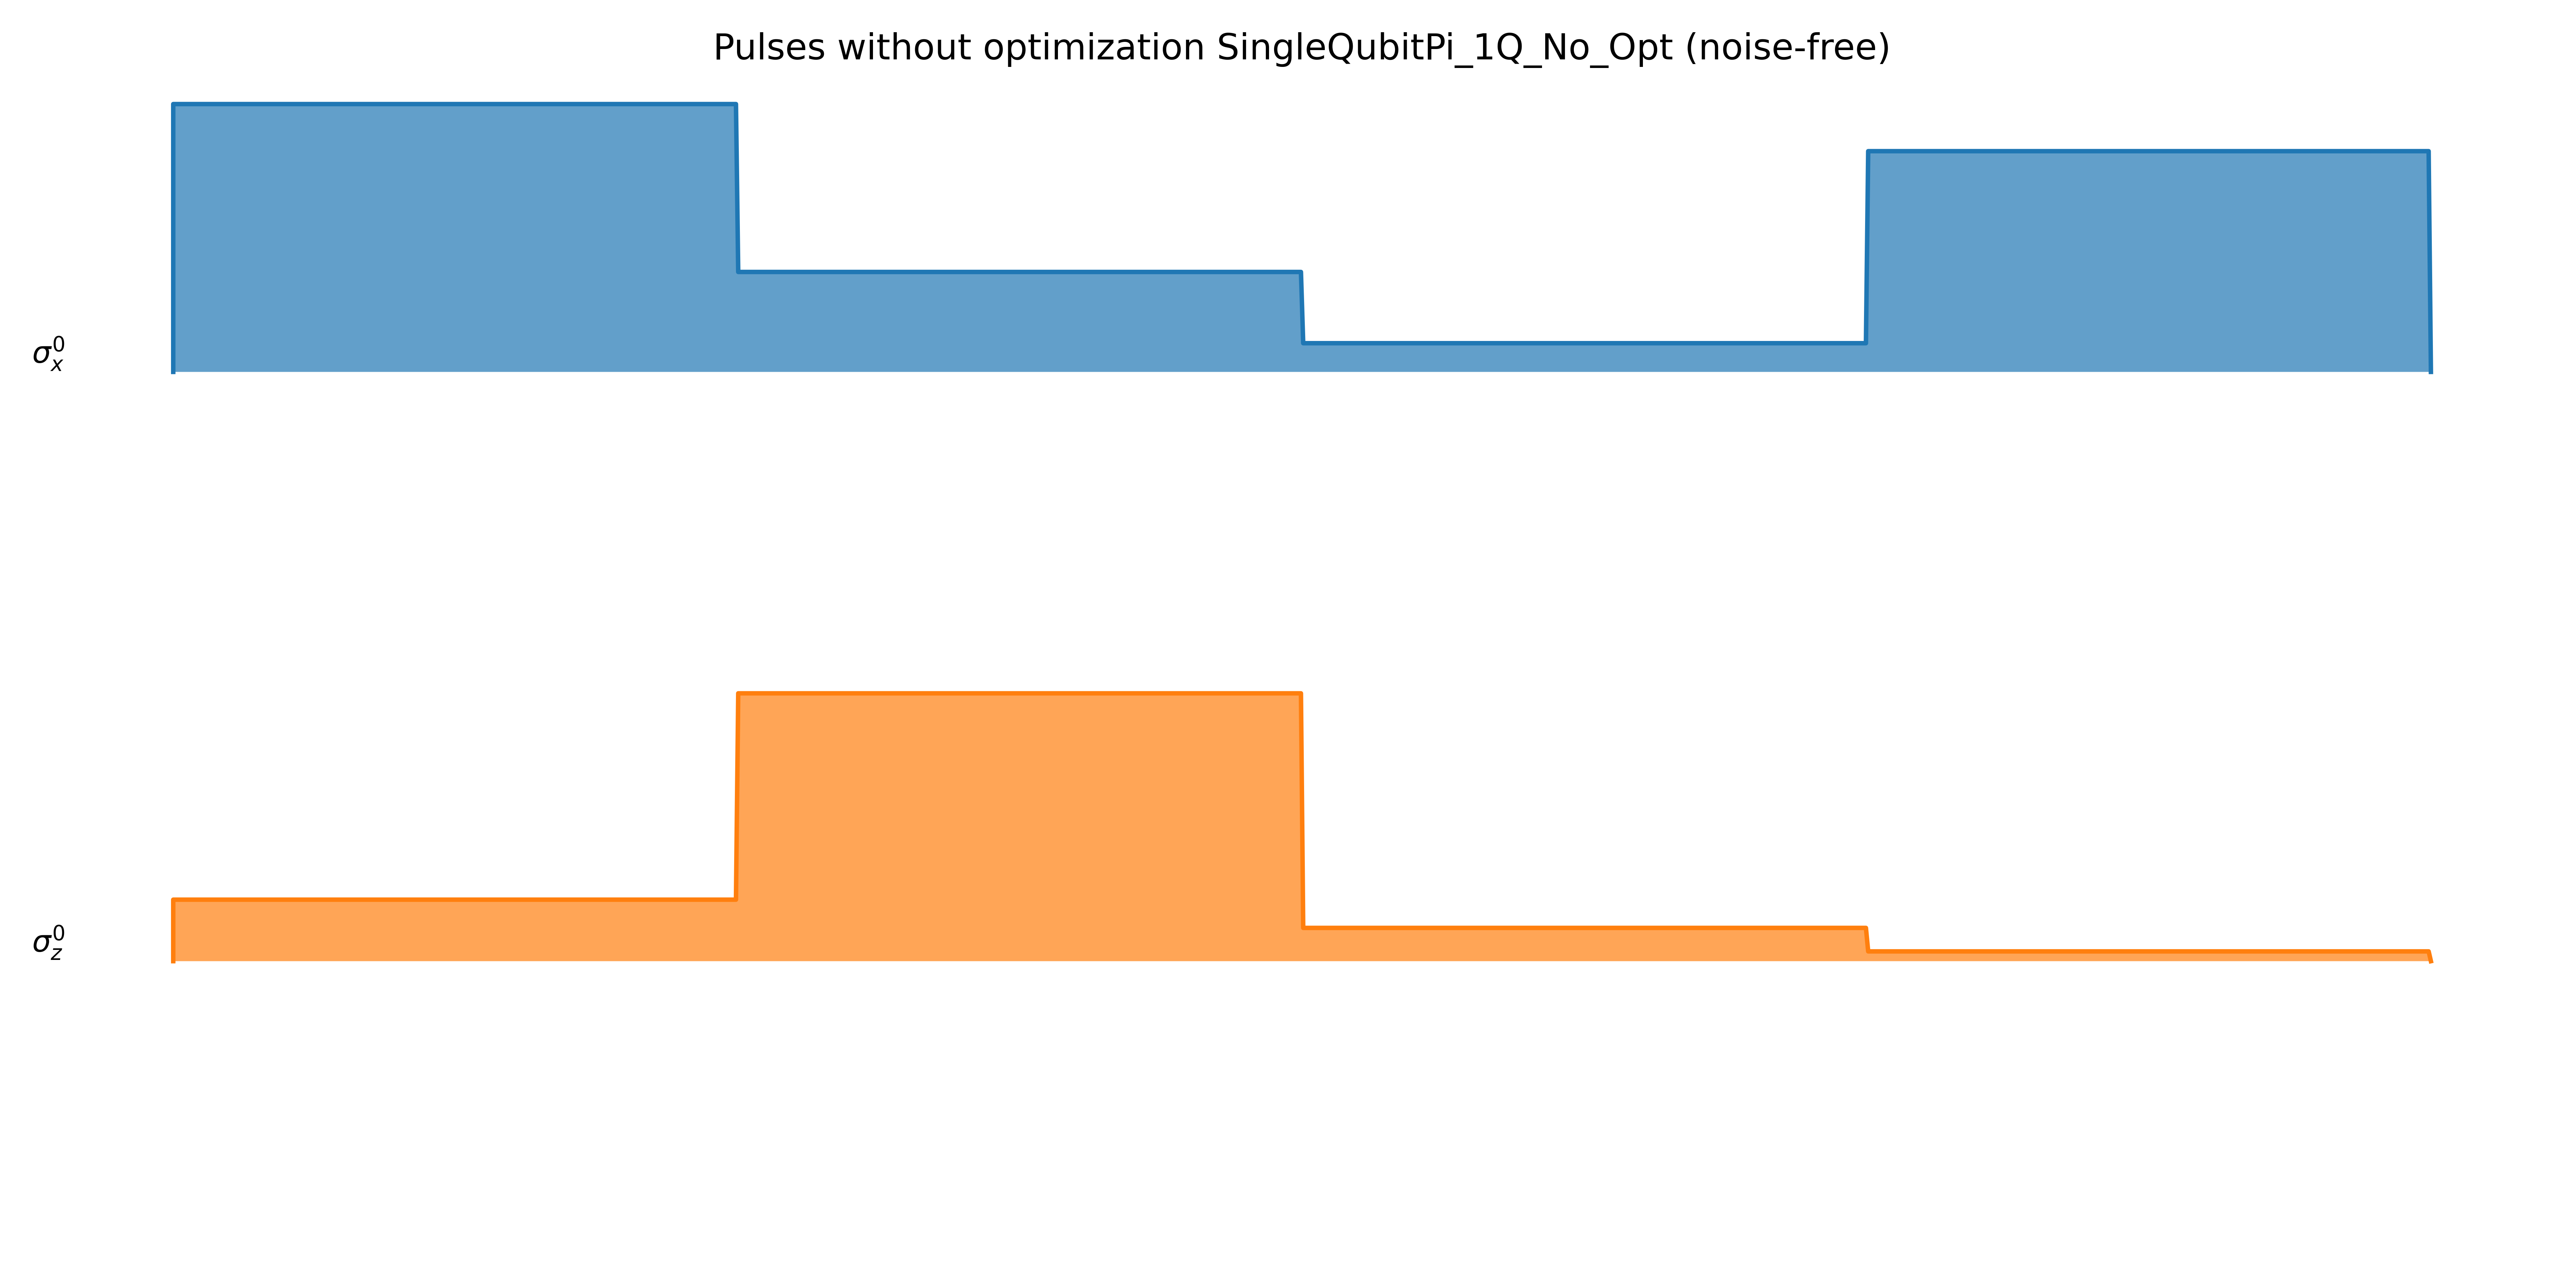 Pulses without optimization SingleQubitPi_1Q_No_Opt (noise-free)
σ_x^0
σ_z^0